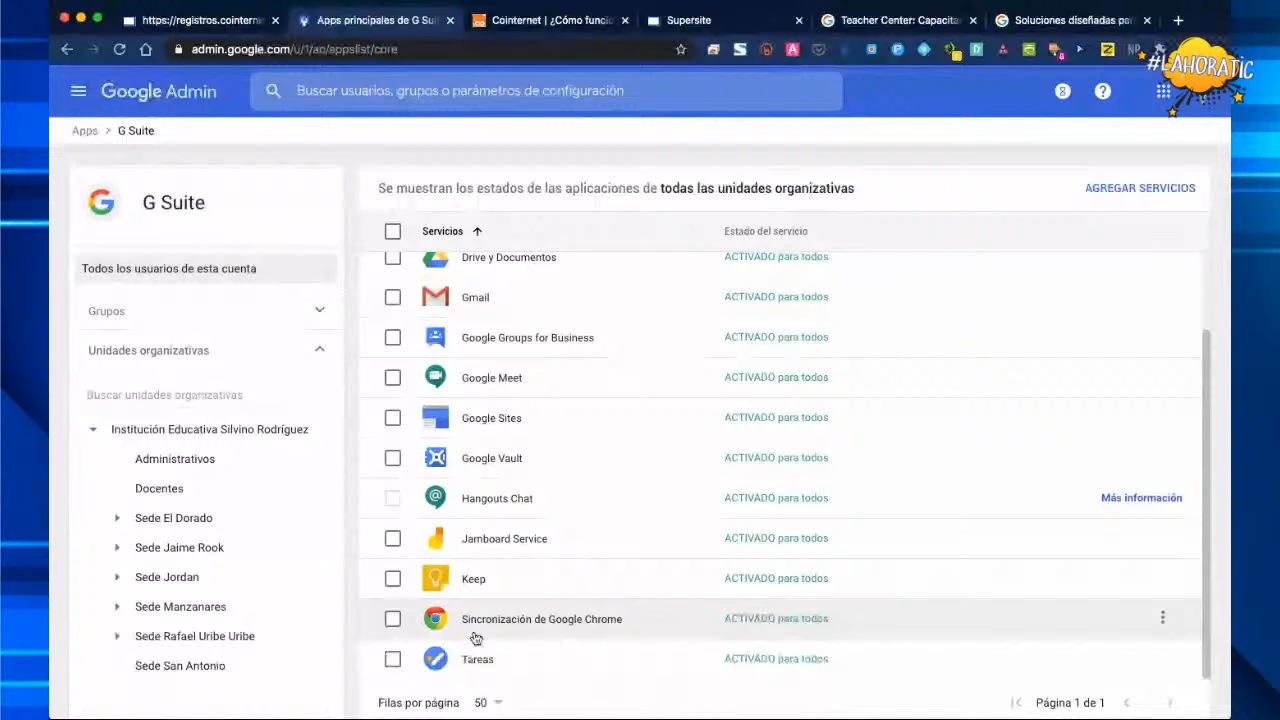 https://registros.cointerne
Apps principales de G Sui
Cointernet | ¿Cómo funcio
Supersite
Teacher Center: Capacitac
Soluciones diseñadas par
admin.google.com/u/1/ac/appslist/core
#LAHORATIC
Google Admin
Buscar usuarios, grupos o parámetros de configuración
Apps > G Suite
G Suite
Se muestran los estados de las aplicaciones de todas las unidades organizativas
AGREGAR SERVICIOS
Servicios
Estado del servicio
Todos los usuarios de esta cuenta
Grupos
Unidades organizativas
Buscar unidades organizativas
Institución Educativa Silvino Rodríguez
Administrativos
Docentes
Sede El Dorado
Sede Jaime Rook
Sede Jordan
Sede Manzanares
Sede Rafael Uribe Uribe
Sede San Antonio
Drive y Documentos ACTIVADO para todos
Gmail ACTIVADO para todos
Google Groups for Business ACTIVADO para todos
Google Meet ACTIVADO para todos
Google Sites ACTIVADO para todos
Google Vault ACTIVADO para todos
Hangouts Chat ACTIVADO para todos Más información
Jamboard Service ACTIVADO para todos
Keep ACTIVADO para todos
Sincronización de Google Chrome ACTIVADO para todos
Tareas ACTIVADO para todos
Filas por página 50
Página 1 de 1